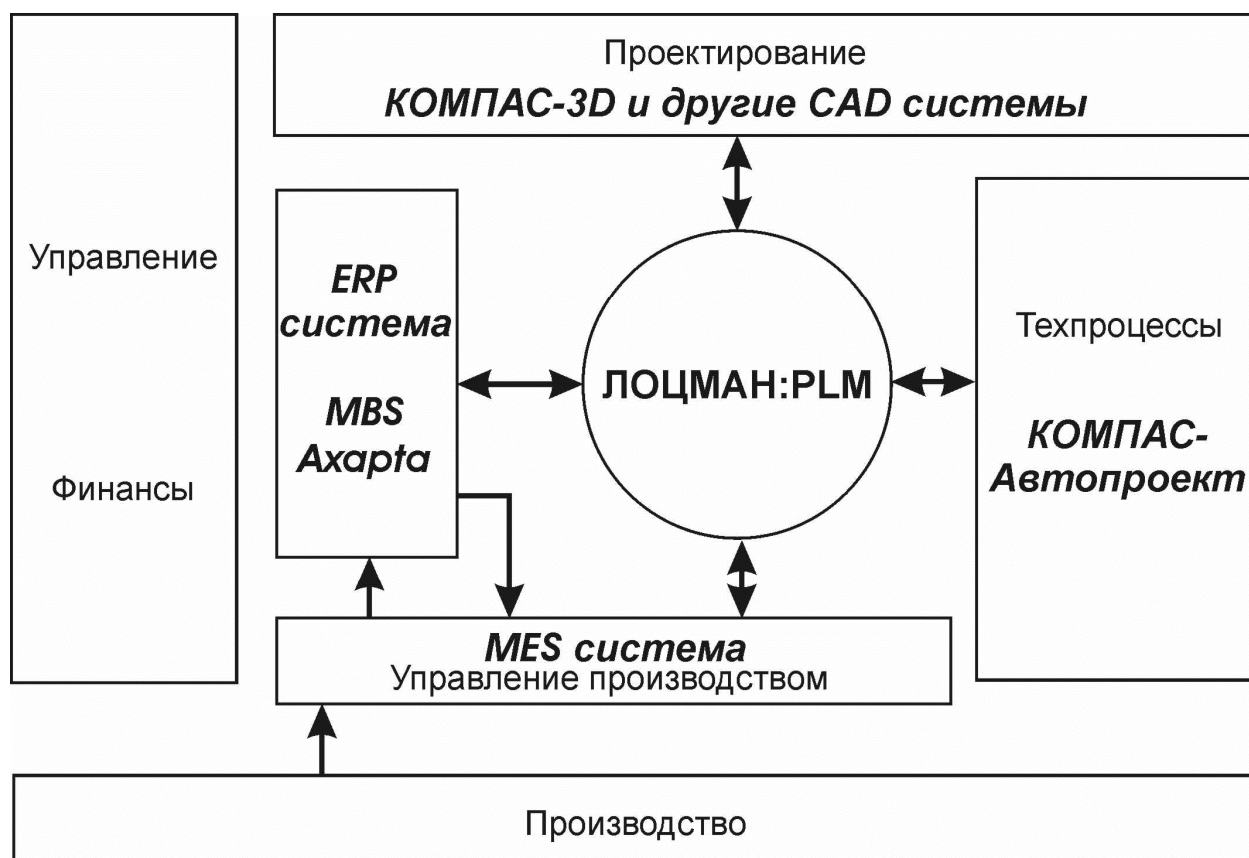 Проектирование
КОМПАС-3D и другие CAD системы
Управление
Финансы
ERP
система
MBS
Axapta
ЛОЦМАН:PLM
Техпроцессы
КОМПАС-
Автопроект
MES система
Управление производством
Производство